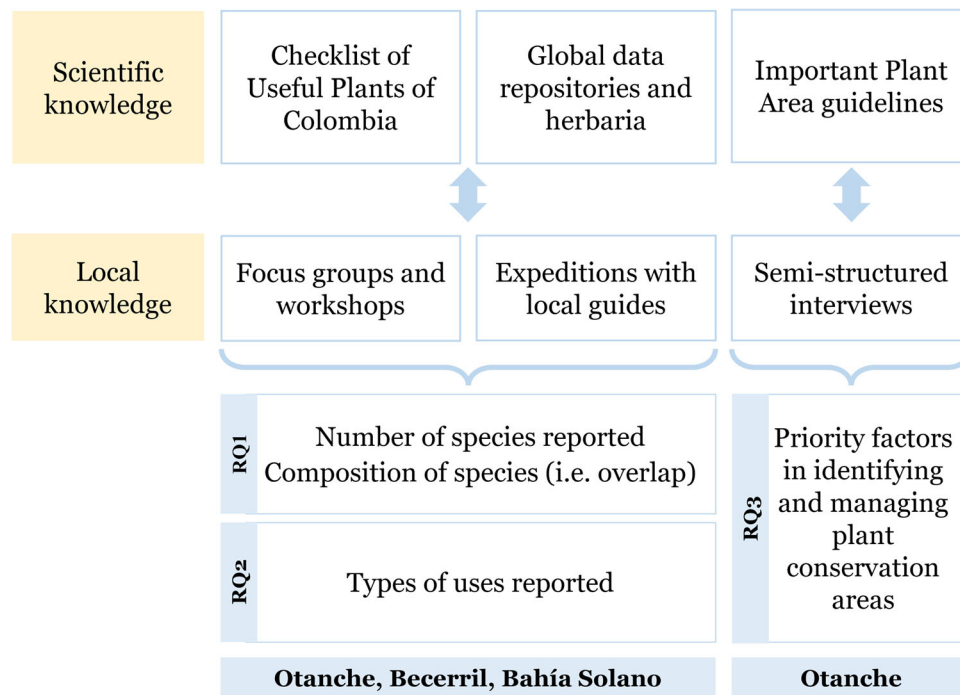 Scientific
knowledge
Checklist of
Useful Plants of
Colombia
Global data
repositories and
herbaria
Important Plant
Area guidelines
Local
knowledge
Focus groups and
workshops
Expeditions with
local guides
Semi-structured
interviews
RQ1
Number of species reported
Composition of species (i.e. overlap)
RQ2
Types of uses reported
RQ3
Priority factors
in identifying
and managing
plant
conservation
areas
Otanche, Becerril, Bahía Solano
Otanche